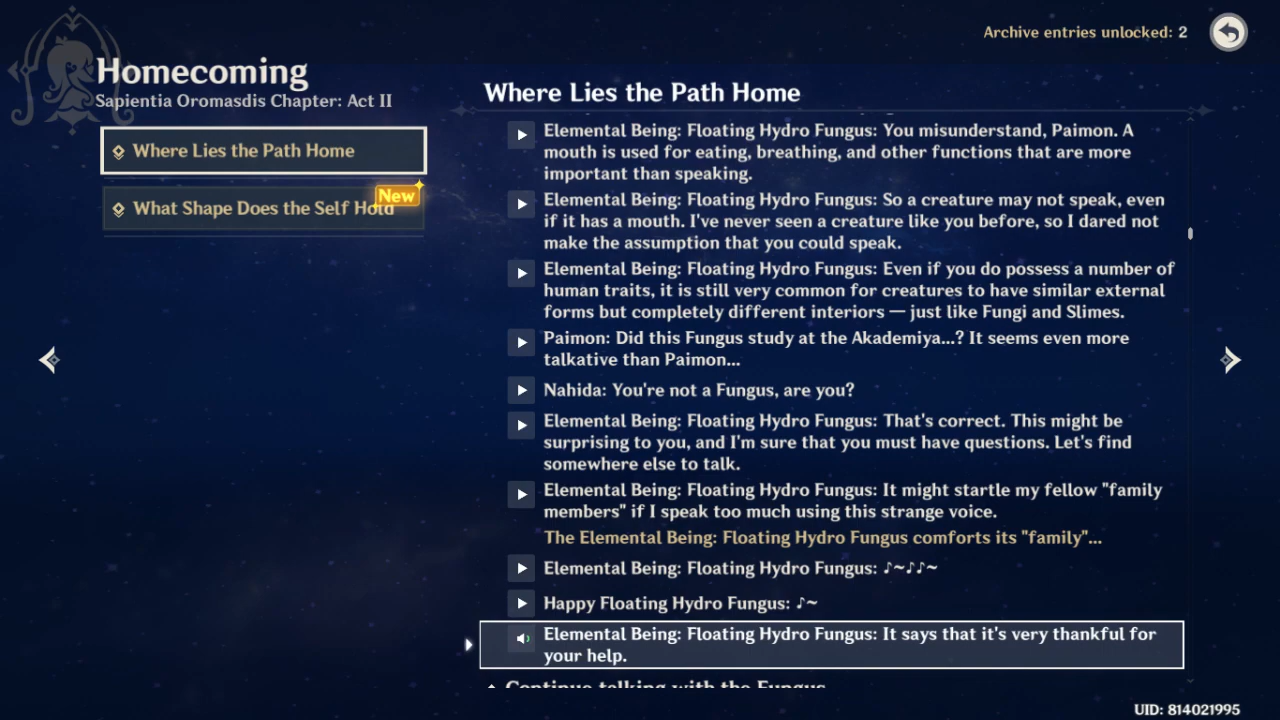 Archive entries unlocked: 2
Homecoming
Sapientia Oromasdis Chapter: Act II
Where Lies the Path Home
New
What Shape Does the Self Hold
Where Lies the Path Home
Elemental Being: Floating Hydro Fungus: You misunderstand, Paimon. A
mouth is used for eating, breathing, and other functions that are more
important than speaking.
Elemental Being: Floating Hydro Fungus: So a creature may not speak, even
if it has a mouth. I've never seen a creature like you before, so I dared not
make the assumption that you could speak.
Elemental Being: Floating Hydro Fungus: Even if you do possess a number of
human traits, it is still very common for creatures to have similar external
forms but completely different interiors — just like Fungi and Slimes.
Paimon: Did this Fungus study at the Akademiya...? It seems even more
talkative than Paimon...
Nahida: You're not a Fungus, are you?
Elemental Being: Floating Hydro Fungus: That's correct. This might be
surprising to you, and I'm sure that you must have questions. Let's find
somewhere else to talk.
Elemental Being: Floating Hydro Fungus: It might startle my fellow "family
members" if I speak too much using this strange voice.
The Elemental Being: Floating Hydro Fungus comforts its "family"...
Elemental Being: Floating Hydro Fungus: ♪~♪♪~
Happy Floating Hydro Fungus: ♪~
Elemental Being: Floating Hydro Fungus: It says that it's very thankful for
your help.
Continue talking with the Fungus
UID: 814021995